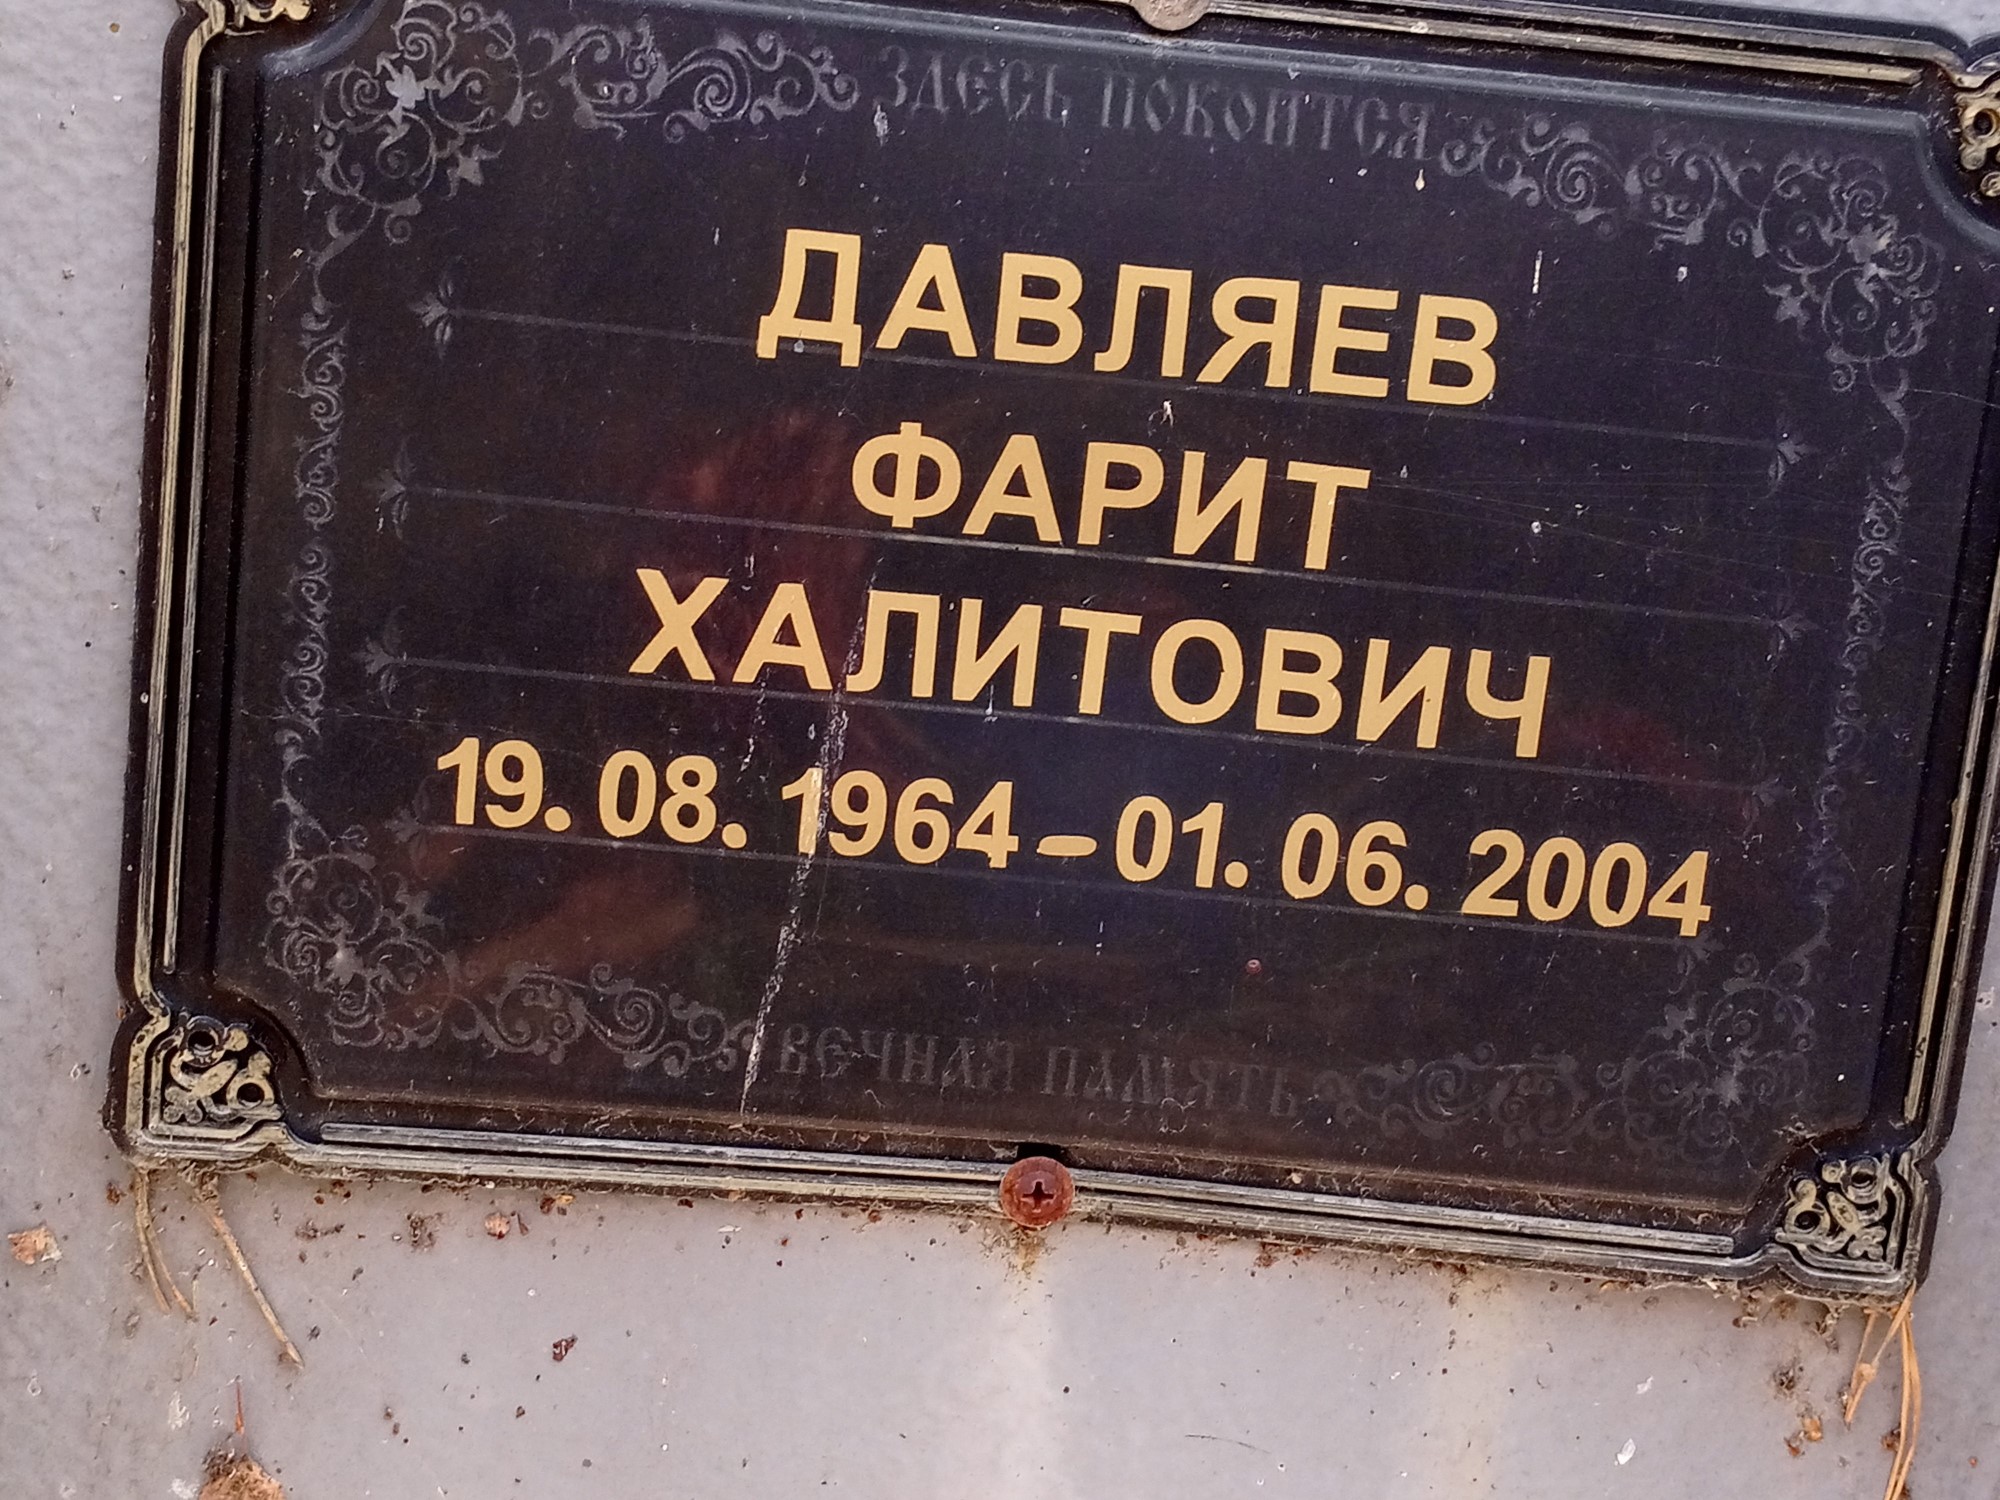 ЗДЕСЬ ПОКОИТСЯ
ДАВЛЯЕВ
ФАРИТ
ХАЛИТОВИЧ
19. 08. 1964 – 01. 06. 2004
ВЕЧНАЯ ПАМЯТЬ